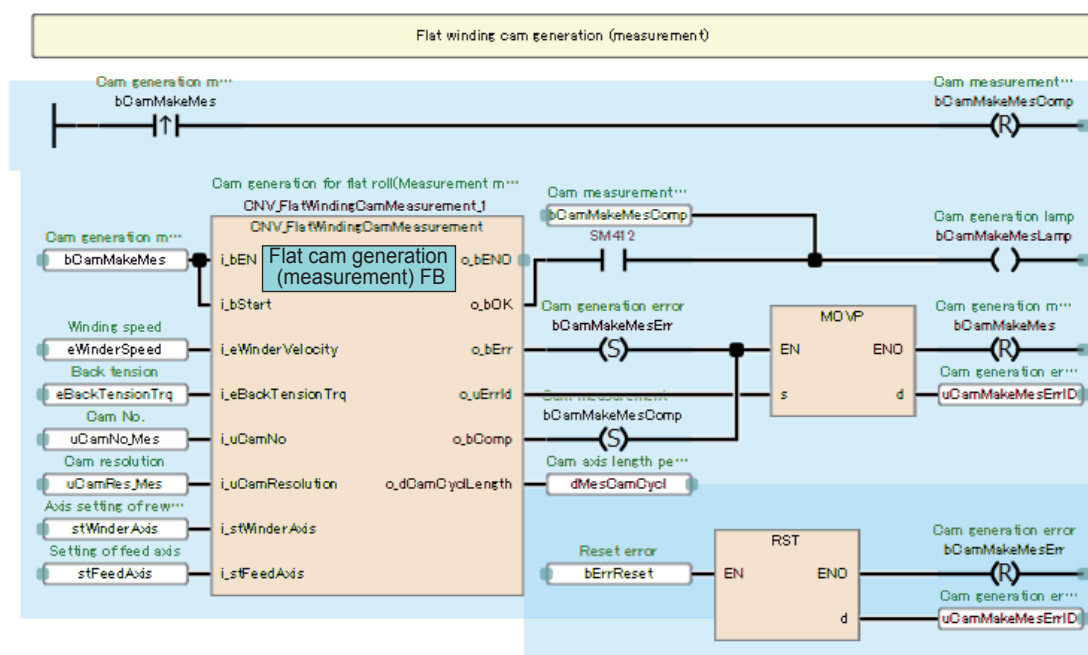 Flat winding cam generation (measurement)
Cam generation m…
bCamMakeMes
Cam measurement…
bCamMakeMesComp
(R)
Cam generation for flat roll(Measurement m…
CNV_FlatWindingCamMeasurement_1
CNV_FlatWindingCamMeasurement
Flat cam generation
(measurement) FB
Cam generation m…
bCamMakeMes
i_bEN
o_bENO
i_bStart
o_bOK
Winding speed
eWinderSpeed
i_eWinderVelocity
o_bErr
Back tension
eBackTensionTrq
i_eBackTensionTrq
o_uErrId
Cam No.
uCamNo_Mes
i_uCamNo
o_bComp
Cam resolution
uCamRes_Mes
i_uCamResolution
o_dCamCyclLength
Axis setting of rew…
stWinderAxis
i_stWinderAxis
Setting of feed axis
stFeedAxis
i_stFeedAxis
Cam measurement…
bCamMakeMesComp
SM412
Cam generation lamp
bCamMakeMesLamp
Cam generation error
bCamMakeMesErr
(S)
MOVP
EN
ENO
s
d
Cam generation m…
bCamMakeMes
(R)
Cam generation er…
uCamMakeMesErrID
Cam measurement
bCamMakeMesComp
(S)
Cam axis length pe…
dMesCamCycl
Reset error
bErrReset
RST
EN
ENO
d
Cam generation error
bCamMakeMesErr
(R)
Cam generation er…
uCamMakeMesErrID